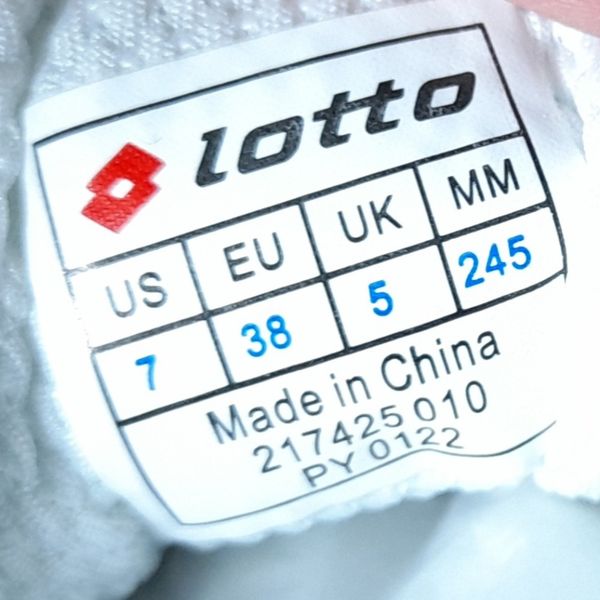 lotto
US EU UK MM
7 38 5 245
Made in China
217425 010
PY 0122